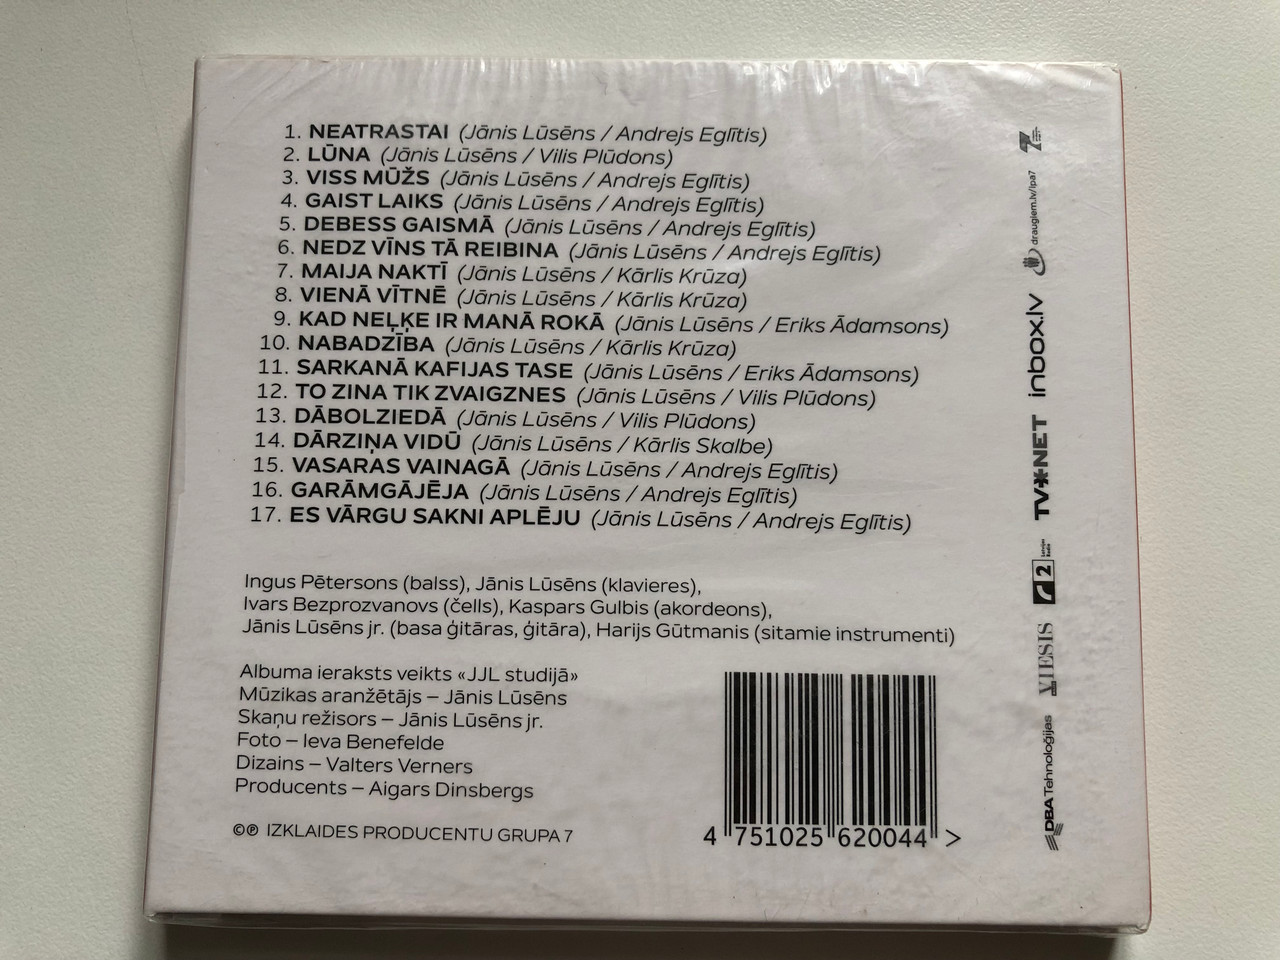 1. NEATRASTAI (Jānis Lūsēns / Andrejs Eglītis)
2. LŪNA (Jānis Lūsēns / Vilis Plūdons)
3. VISS MŪŽS (Jānis Lūsēns / Andrejs Eglītis)
4. GAIST LAIKS (Jānis Lūsēns / Andrejs Eglītis)
5. DEBESS GAISMĀ (Jānis Lūsēns / Andrejs Eglītis)
6. NEDZ VĪNS TĀ REIBINA (Jānis Lūsēns / Andrejs Eglītis)
7. MAIJA NAKTĪ (Jānis Lūsēns / Kārlis Krūza)
8. VIENĀ VĪTNĒ (Jānis Lūsēns / Kārlis Krūza)
9. KAD NEĻĶE IR MANĀ ROKĀ (Jānis Lūsēns / Eriks Ādamsons)
10. NABADZĪBA (Jānis Lūsēns / Kārlis Krūza)
11. SARKANĀ KAFIJAS TASE (Jānis Lūsēns / Eriks Ādamsons)
12. TO ZINA TIK ZVAIGZNES (Jānis Lūsēns / Vilis Plūdons)
13. DĀBOLZIEDĀ (Jānis Lūsēns / Vilis Plūdons)
14. DĀRZIŅA VIDŪ (Jānis Lūsēns / Kārlis Skalbe)
15. VASARAS VAINAGĀ (Jānis Lūsēns / Andrejs Eglītis)
16. GARĀMGĀJĒJA (Jānis Lūsēns / Andrejs Eglītis)
17. ES VĀRGU SAKNI APLĒJU (Jānis Lūsēns / Andrejs Eglītis)
Ingus Pētersons (balss), Jānis Lūsēns (klavieres),
Ivars Bezprozvanovs (čells), Kaspars Gulbis (akordeons),
Jānis Lūsēns jr. (basa ģitāras, ģitāra), Harijs Gūtmanis (sitamie instrumenti)
Albuma ieraksts veikts «JJL studijā»
Mūzikas aranžētājs – Jānis Lūsēns
Skaņu režisors – Jānis Lūsēns jr.
Foto – Ieva Benefelde
Dizains – Valters Verners
Producents – Aigars Dinsbergs
©℗ IZKLAIDES PRODUCENTU GRUPA 7
4 751025 620044 >
DBA Tehnoloģijas
VIESIS
2 Latvijas Radio
TV*NET
inbox.lv
draugiem.lv/ipa7
7